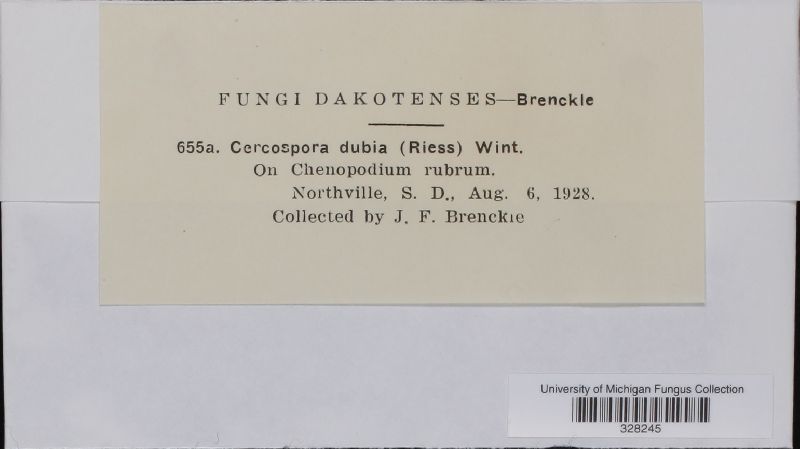 FUNGI DAKOTENSES—Brenckle
655a. Cercospora dubia (Riess) Wint.
On Chenopodium rubrum.
Northville, S. D., Aug. 6, 1928.
Collected by J. F. Brenckle
University of Michigan Fungus Collection
328245